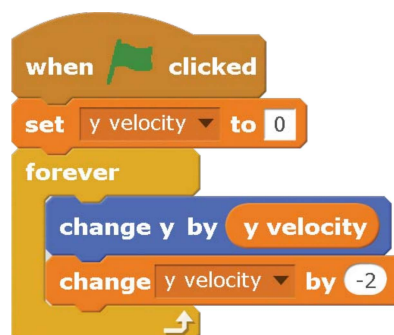 when clicked
set y velocity to 0
forever
change y by y velocity
change y velocity by -2